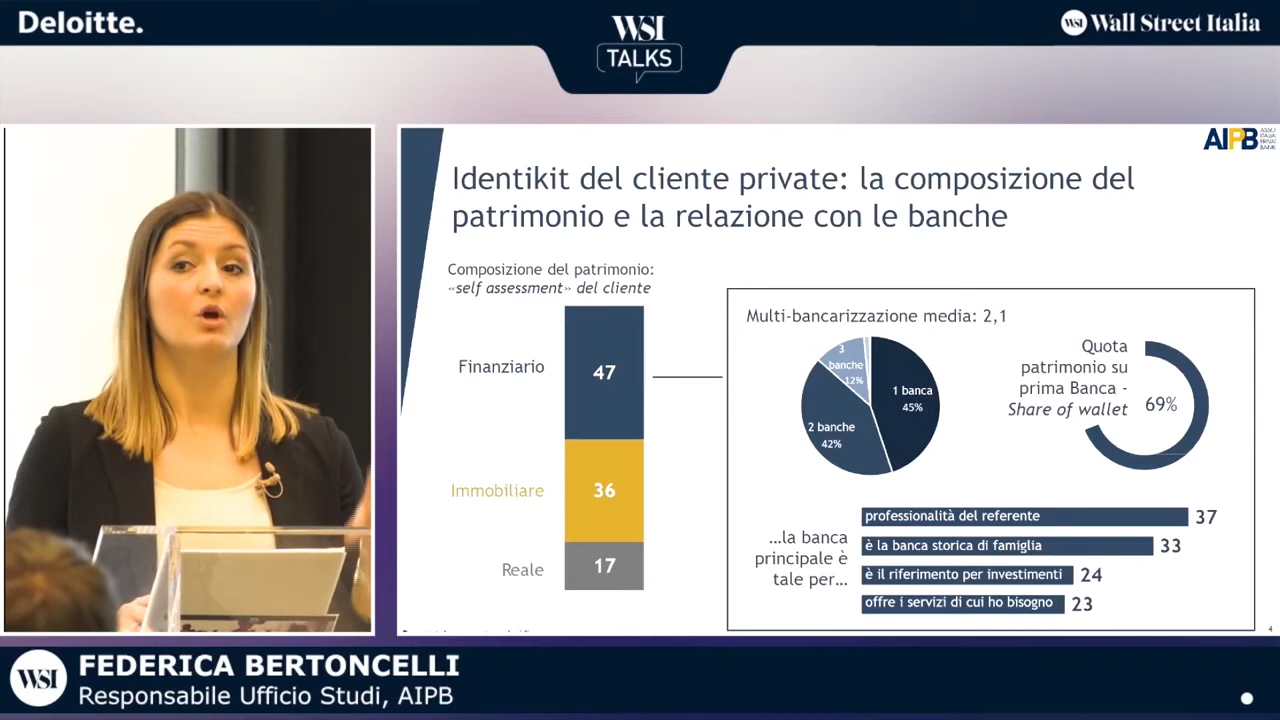 Deloitte.
WSI
TALKS
WSI Wall Street Italia
AIPB
Identikit del cliente private: la composizione del
patrimonio e la relazione con le banche
Composizione del patrimonio:
«self assessment» del cliente
Finanziario
47
Immobiliare
36
Reale
17
Multi-bancarizzazione media: 2,1
1 banca
45%
2 banche
42%
3
banche
12%
Quota
patrimonio su
prima Banca -
Share of wallet
69%
…la banca
principale è
tale per…
professionalità del referente 37
è la banca storica di famiglia 33
è il riferimento per investimenti 24
offre i servizi di cui ho bisogno 23
4
WSI
FEDERICA BERTONCELLI
Responsabile Ufficio Studi, AIPB